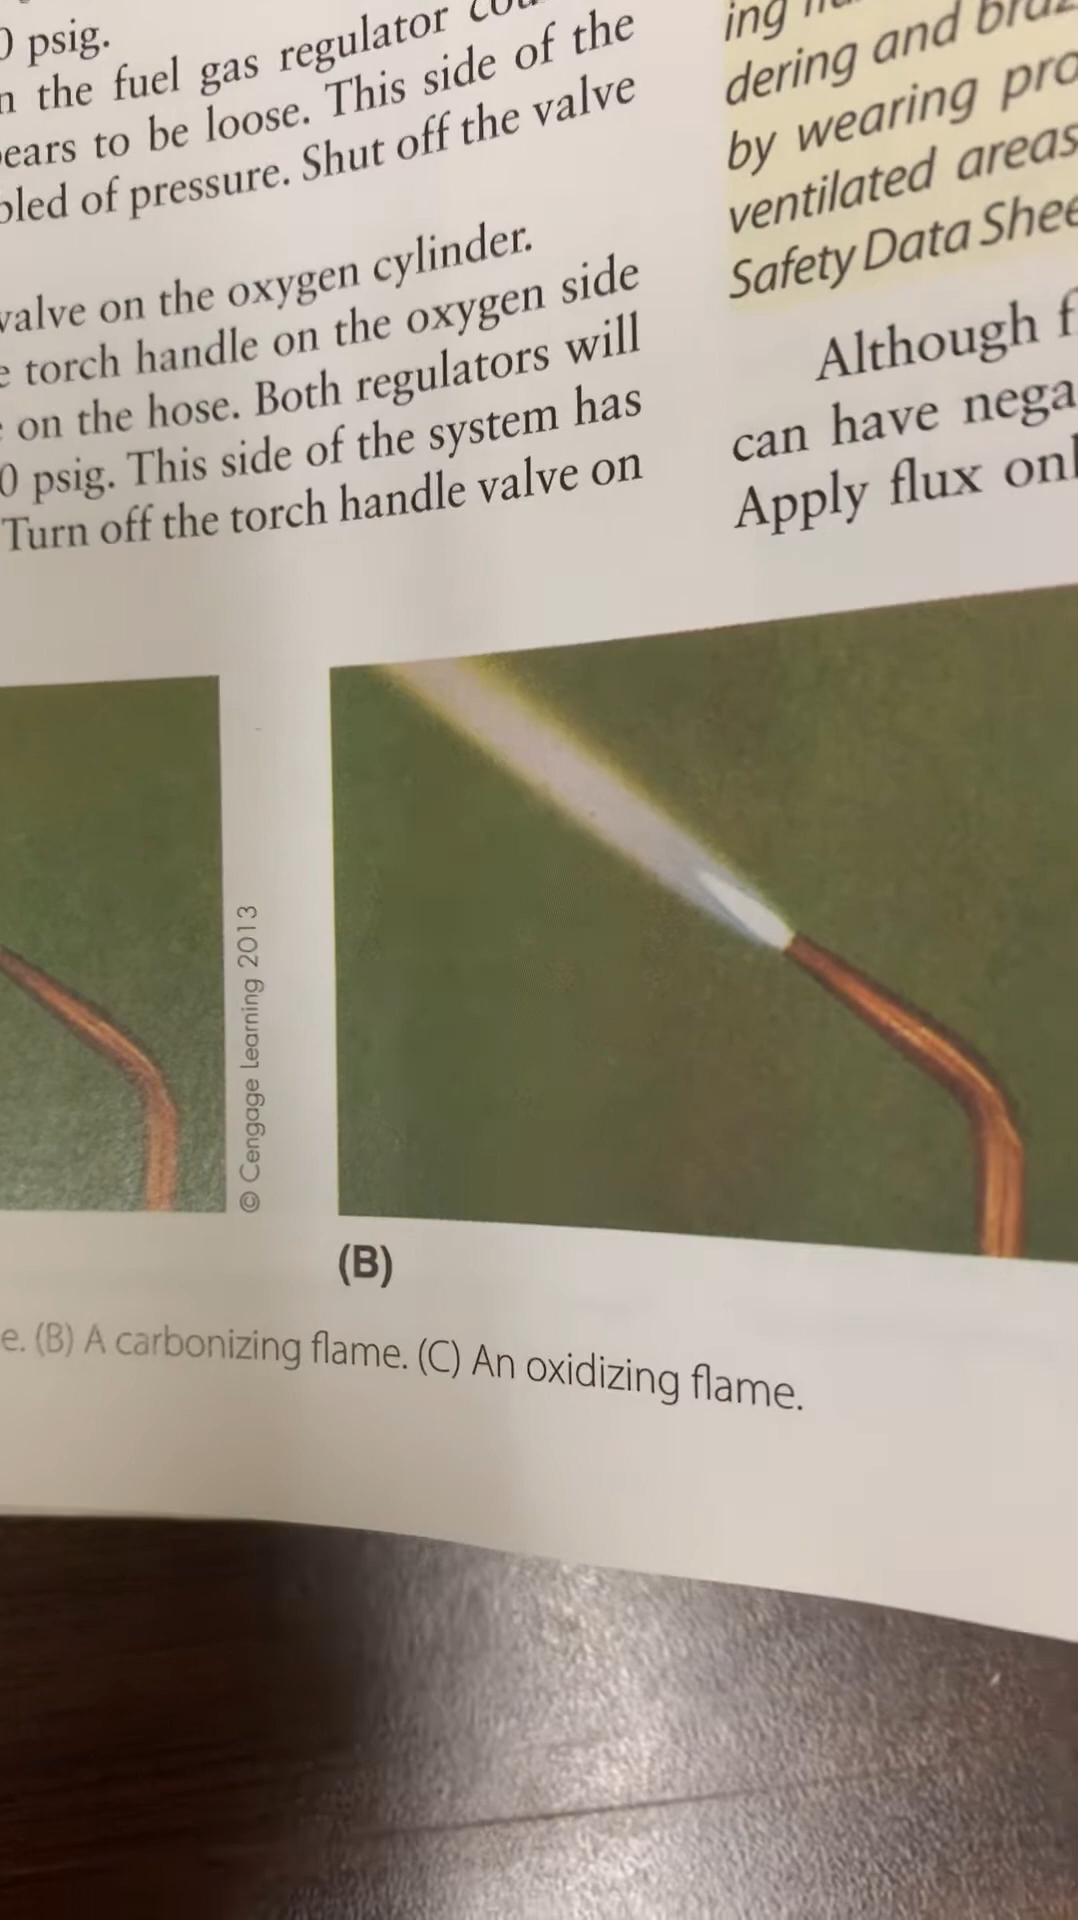 psig.
the fuel gas regulator
to be loose. This side of the
of pressure. Shut off the valve
valve on the oxygen cylinder.
torch handle on the oxygen side
on the hose. Both regulators will
0 psig. This side of the system has
Turn off the torch handle valve on
ing
dering and
by wearing
ventilated areas
Safety Data
Although
can have
Apply flux
© Cengage Learning 2013
(B)
e. (B) A carbonizing flame. (C) An oxidizing flame.